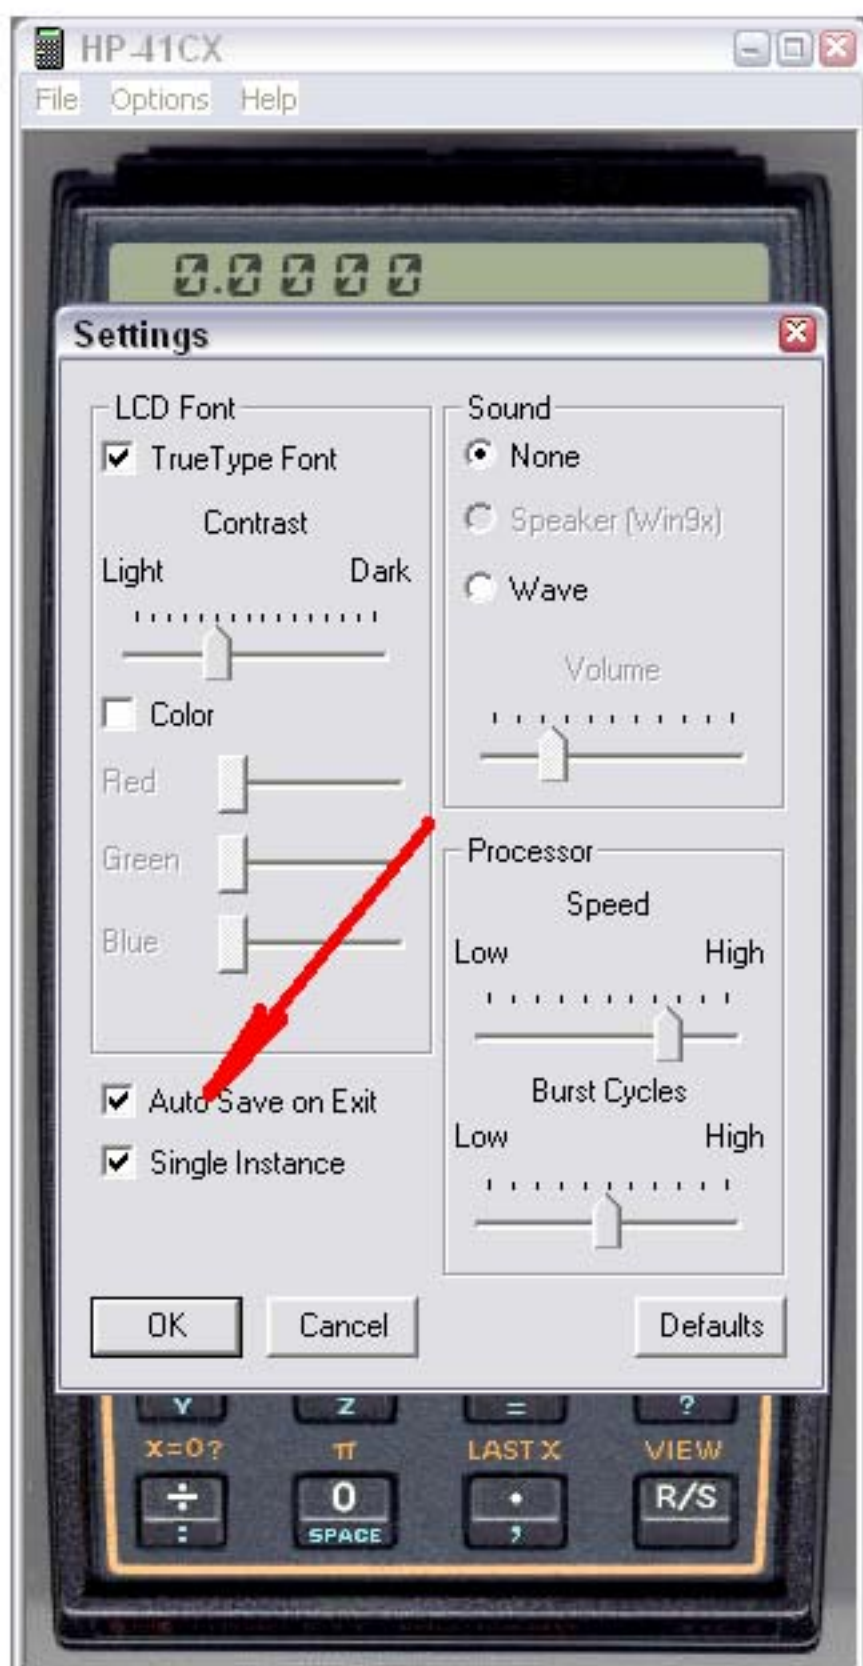 HP-41CX
File Options Help
0.0000
Settings
LCD Font
TrueType Font
Contrast
Light Dark
Color
Red
Green
Blue
Auto Save on Exit
Single Instance
Sound
None
Speaker (Win9x)
Wave
Volume
Processor
Speed
Low High
Burst Cycles
Low High
OK Cancel Defaults
Y Z = ?
X=0? π LAST X VIEW
÷ 0 . R/S
: SPACE ,